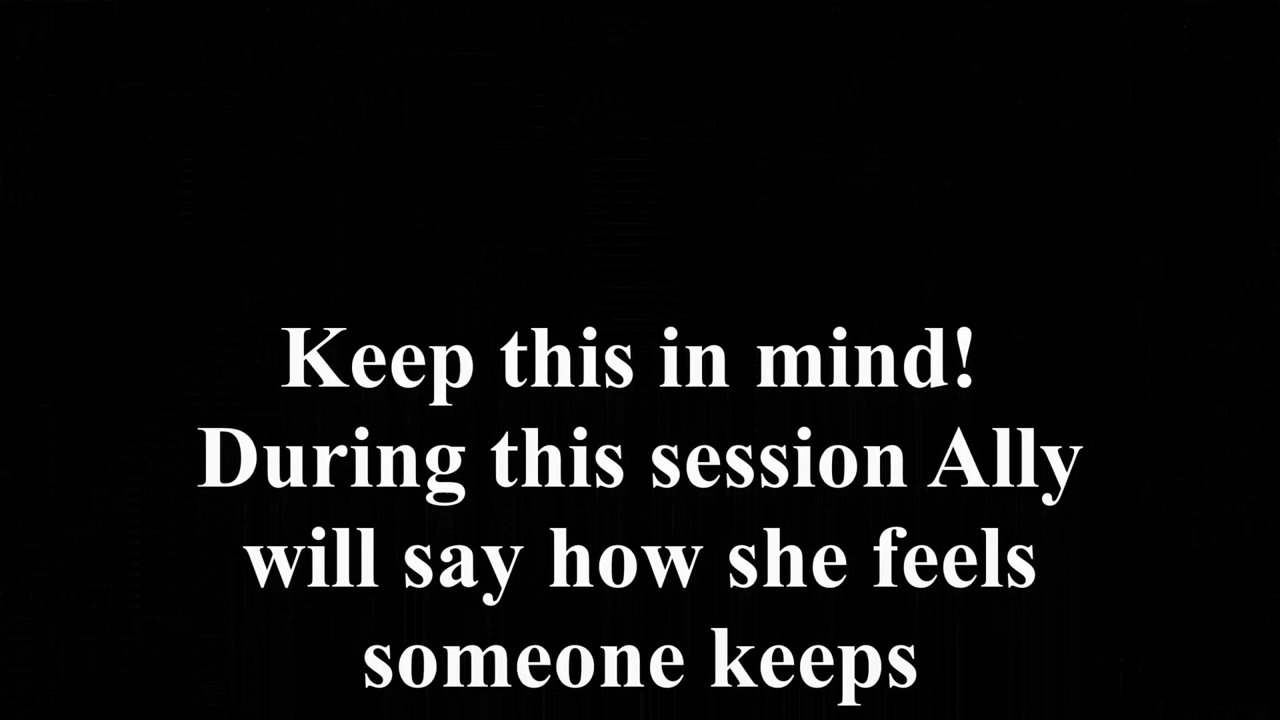 Keep this in mind!
During this session Ally
will say how she feels
someone keeps